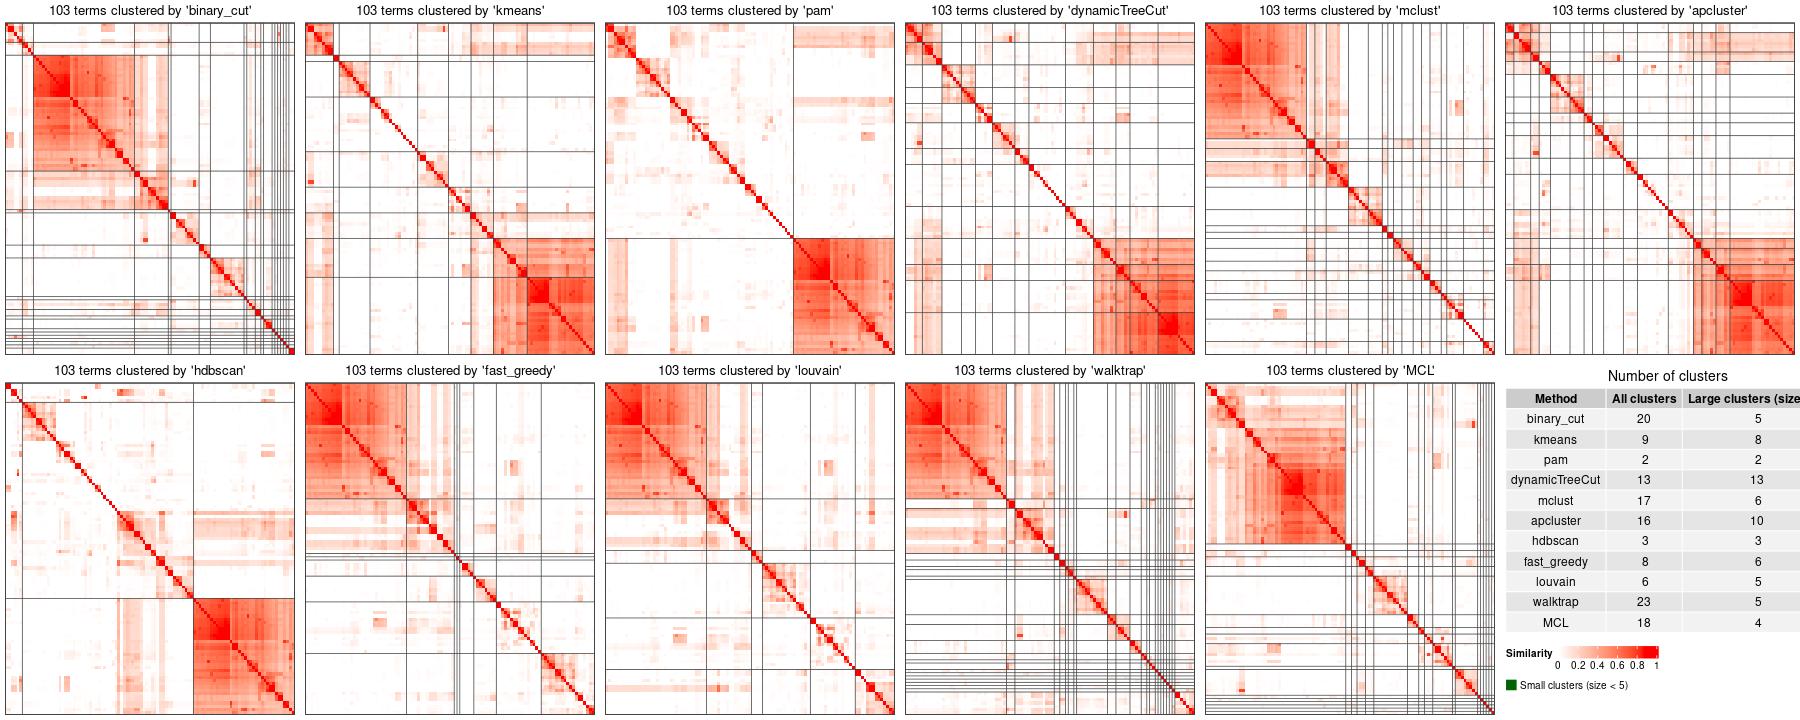 103 terms clustered by 'binary_cut'
103 terms clustered by 'kmeans'
103 terms clustered by 'pam'
103 terms clustered by 'dynamicTreeCut'
103 terms clustered by 'mclust'
103 terms clustered by 'apcluster'
103 terms clustered by 'hdbscan'
103 terms clustered by 'fast_greedy'
103 terms clustered by 'louvain'
103 terms clustered by 'walktrap'
103 terms clustered by 'MCL'
Number of clusters
Method All clusters Large clusters (size
binary_cut 20 5
kmeans 9 8
pam 2 2
dynamicTreeCut 13 13
mclust 17 6
apcluster 16 10
hdbscan 3 3
fast_greedy 8 6
louvain 6 5
walktrap 23 5
MCL 18 4
Similarity
0 0.2 0.4 0.6 0.8 1
Small clusters (size < 5)